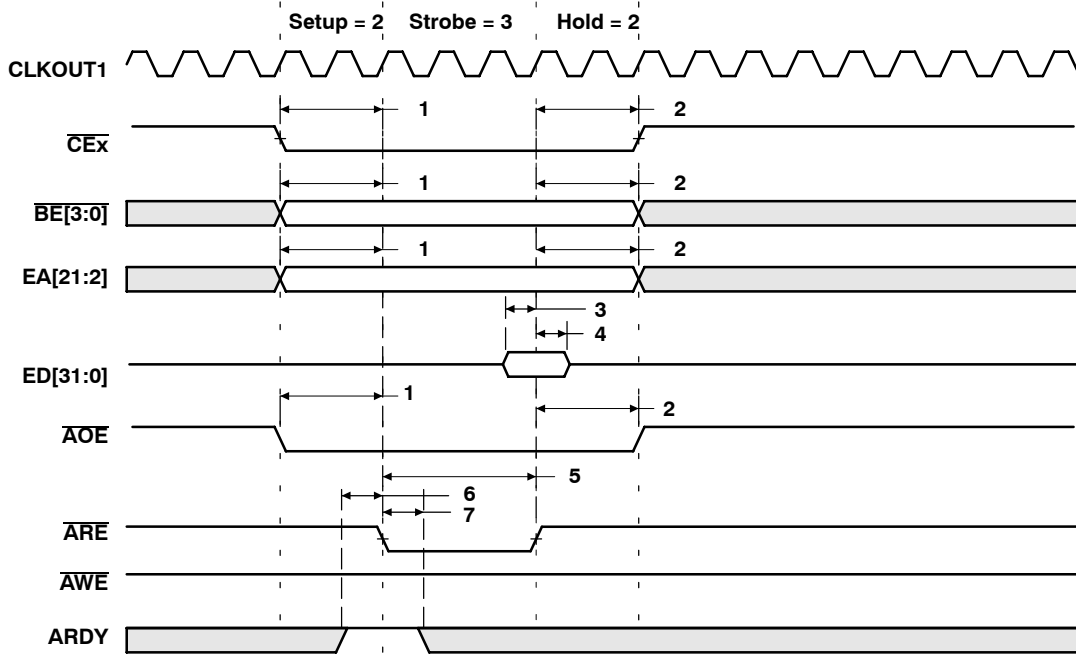 Setup = 2 Strobe = 3 Hold = 2
CLKOUT1
1 2
CEx
1 2
BE[3:0]
1 2
EA[21:2]
3
4
ED[31:0]
1
2
AOE
5
6
7
ARE
AWE
ARDY